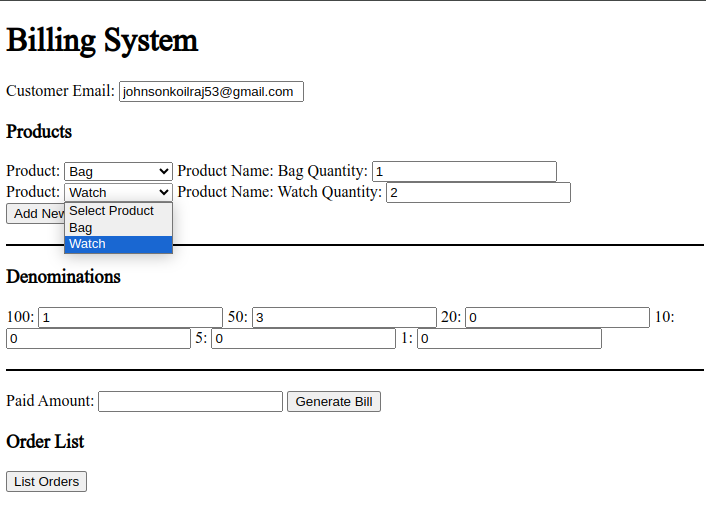 Billing System
Customer Email: johnsonkoilraj53@gmail.com
Products
Product: Bag Product Name: Bag Quantity: 1
Product: Watch Product Name: Watch Quantity: 2
Add New
Select Product
Bag
Watch
Denominations
100: 1 50: 3 20: 0 10:
0 5: 0 1: 0
Paid Amount: Generate Bill
Order List
List Orders